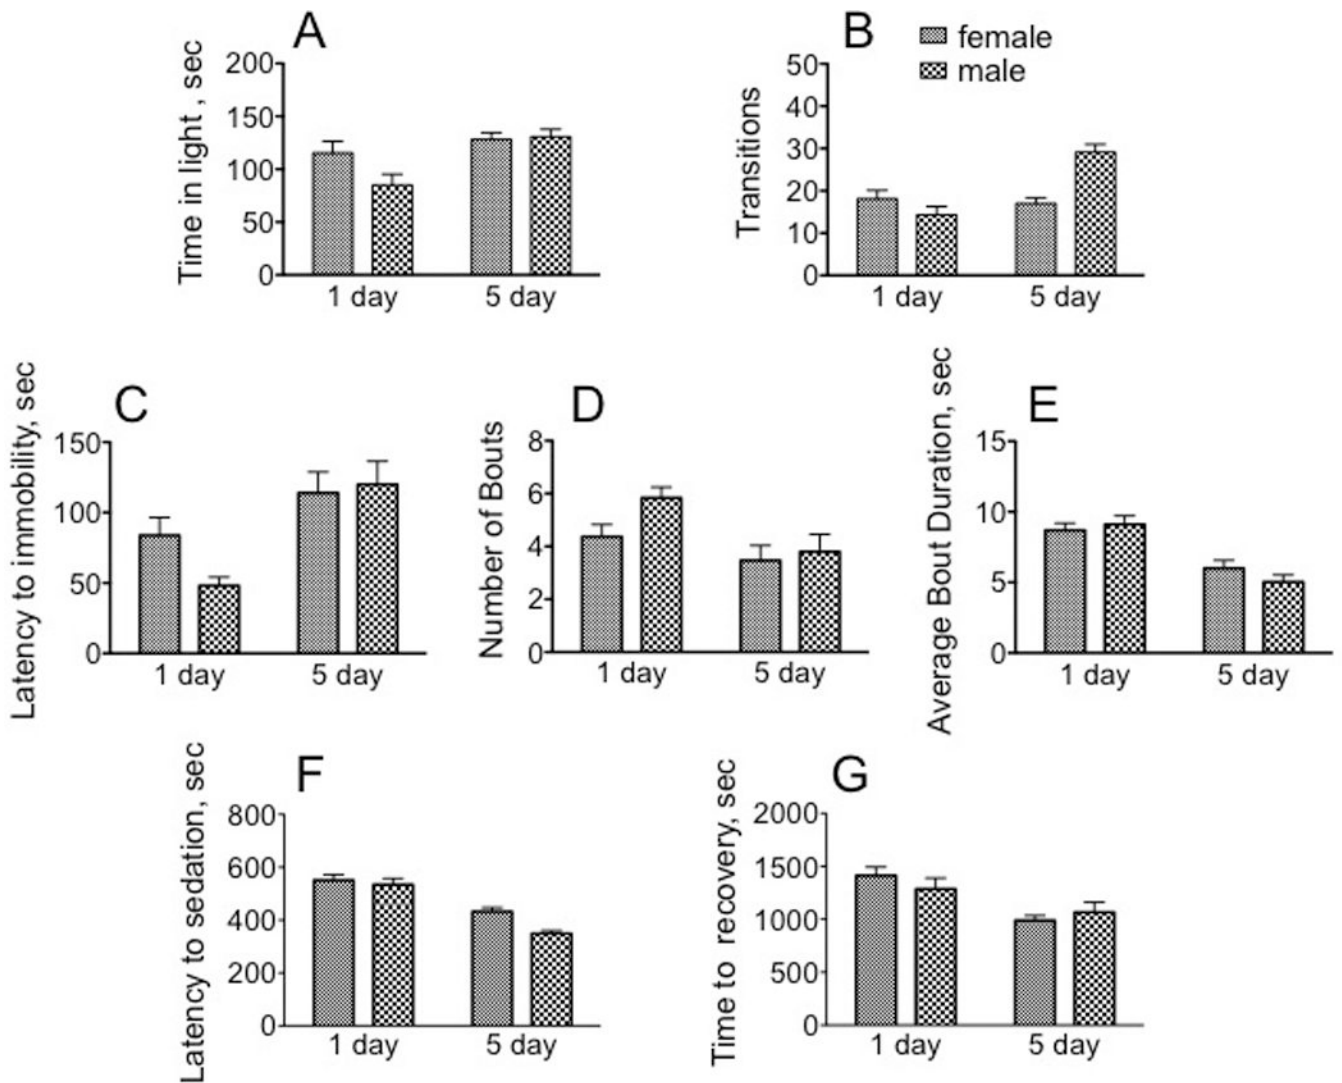 A
Time in light , sec
200
150
100
50
0
1 day
5 day
B
female
male
Transitions
50
40
30
20
10
0
1 day
5 day
C
Latency to immobility, sec
150
100
50
0
1 day
5 day
D
Number of Bouts
8
6
4
2
0
1 day
5 day
E
Average Bout Duration, sec
15
10
5
0
1 day
5 day
F
Latency to sedation, sec
800
600
400
200
0
1 day
5 day
G
Time to recovery, sec
2000
1500
1000
500
0
1 day
5 day